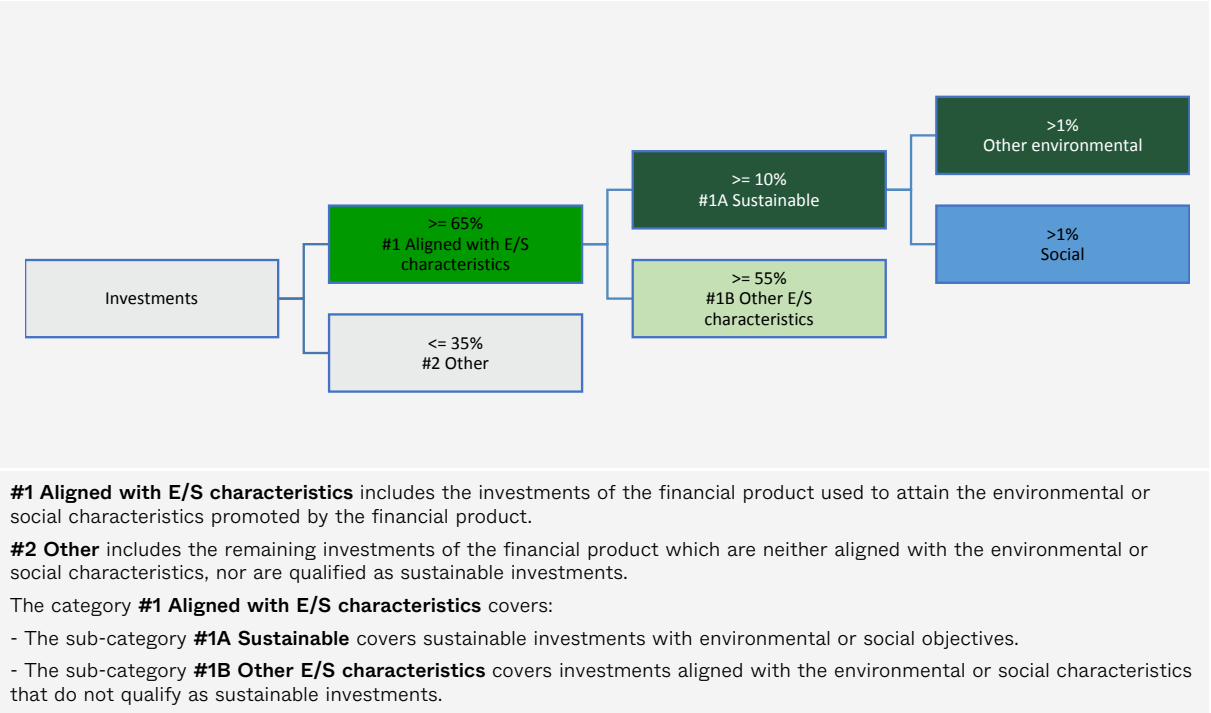 >1%
Other environmental
>= 10%
#1A Sustainable
>= 65%
#1 Aligned with E/S
characteristics
>1%
Social
Investments
>= 55%
#1B Other E/S
characteristics
<= 35%
#2 Other
#1 Aligned with E/S characteristics includes the investments of the financial product used to attain the environmental or
social characteristics promoted by the financial product.
#2 Other includes the remaining investments of the financial product which are neither aligned with the environmental or
social characteristics, nor are qualified as sustainable investments.
The category #1 Aligned with E/S characteristics covers:
- The sub-category #1A Sustainable covers sustainable investments with environmental or social objectives.
- The sub-category #1B Other E/S characteristics covers investments aligned with the environmental or social characteristics
that do not qualify as sustainable investments.